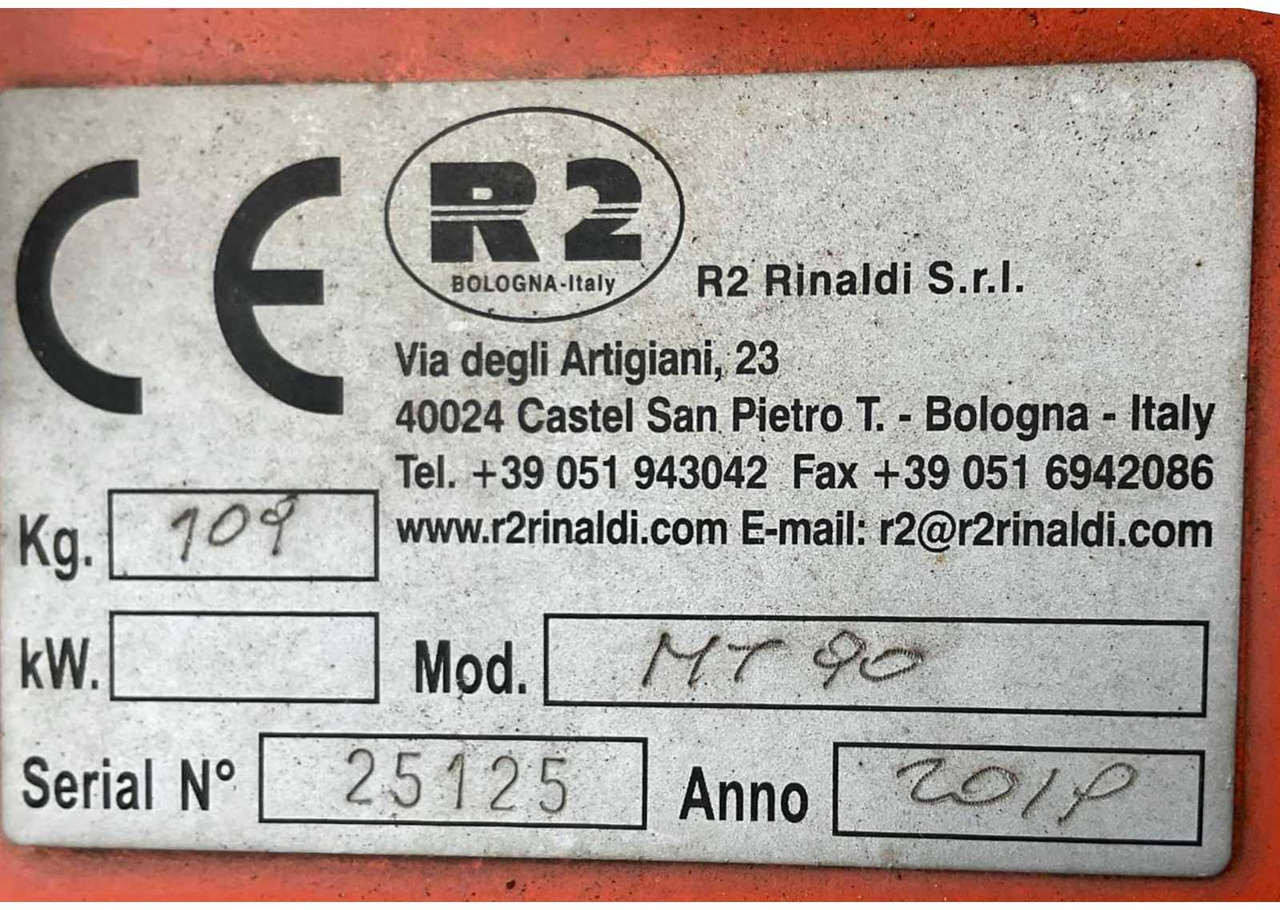 CE
R2
BOLOGNA-Italy
R2 Rinaldi S.r.l.
Via degli Artigiani, 23
40024 Castel San Pietro T. - Bologna - Italy
Tel. +39 051 943042 Fax +39 051 6942086
www.r2rinaldi.com E-mail: r2@r2rinaldi.com
Kg. 109
kW.
Mod. MT 90
Serial N° 25125
Anno